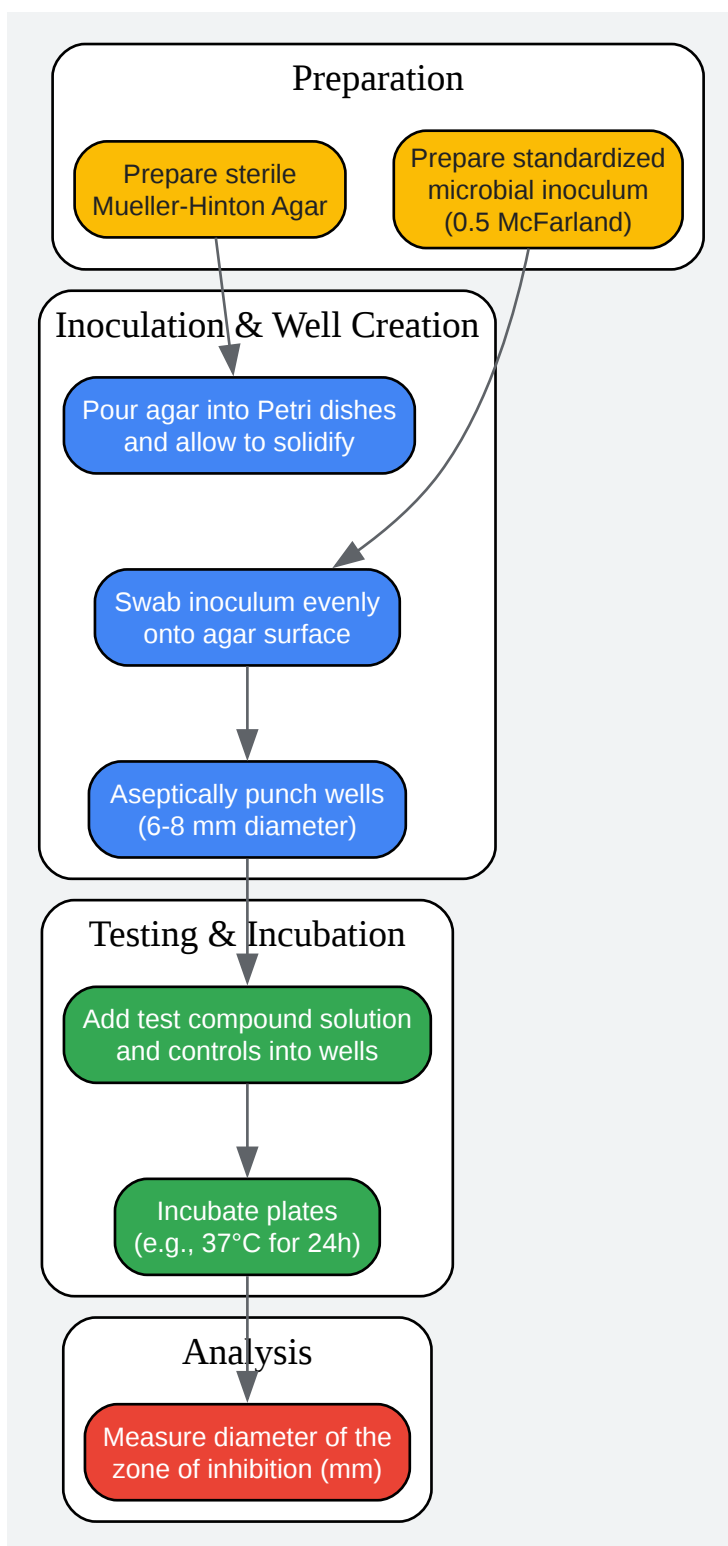 Preparation
Prepare sterile
Mueller-Hinton Agar
Prepare standardized
microbial inoculum
(0.5 McFarland)
Inoculation & Well Creation
Pour agar into Petri dishes
and allow to solidify
Swab inoculum evenly
onto agar surface
Aseptically punch wells
(6-8 mm diameter)
Testing & Incubation
Add test compound solution
and controls into wells
Incubate plates
(e.g., 37°C for 24h)
Analysis
Measure diameter of the
zone of inhibition (mm)